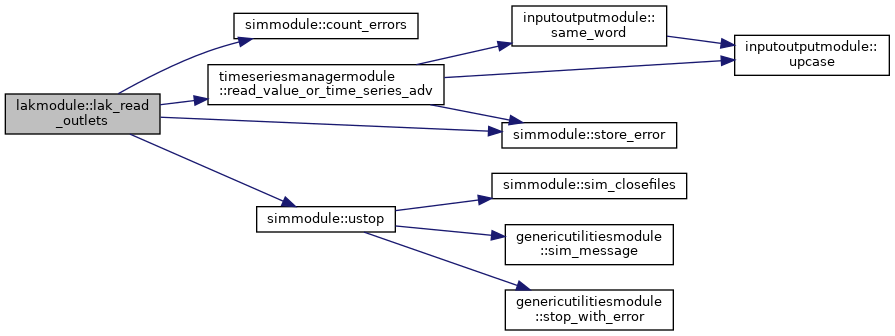 lakmodule::lak_read
_outlets
simmodule::count_errors
timeseriesmanagermodule
::read_value_or_time_series_adv
inputoutputmodule::
same_word
inputoutputmodule::
upcase
simmodule::store_error
simmodule::ustop
simmodule::sim_closefiles
genericutilitiesmodule
::sim_message
genericutilitiesmodule
::stop_with_error